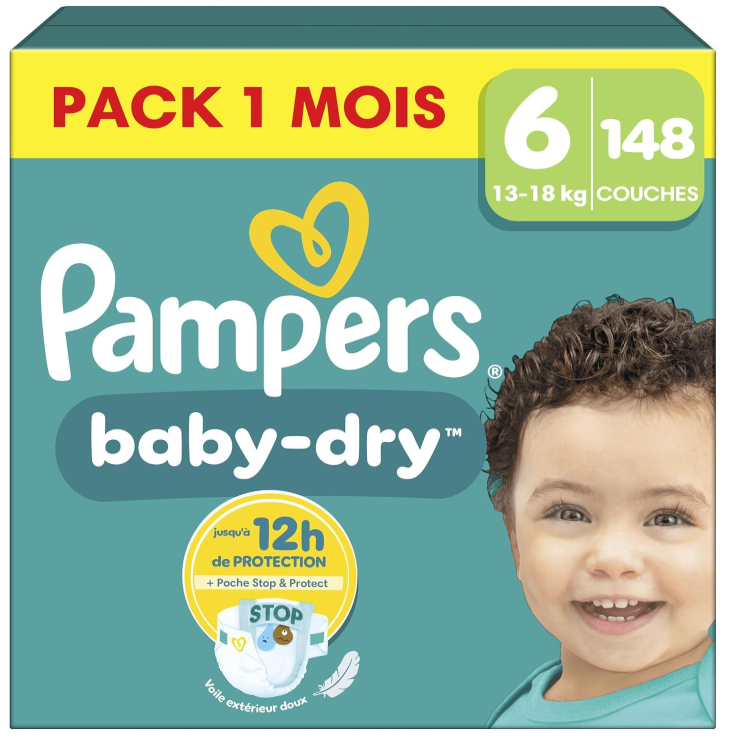 PACK 1 MOIS
6
13-18 kg
148
COUCHES
Pampers®
baby-dry™
jusqu'à 12h
de PROTECTION
+ Poche Stop & Protect
STOP
Voile extérieur doux